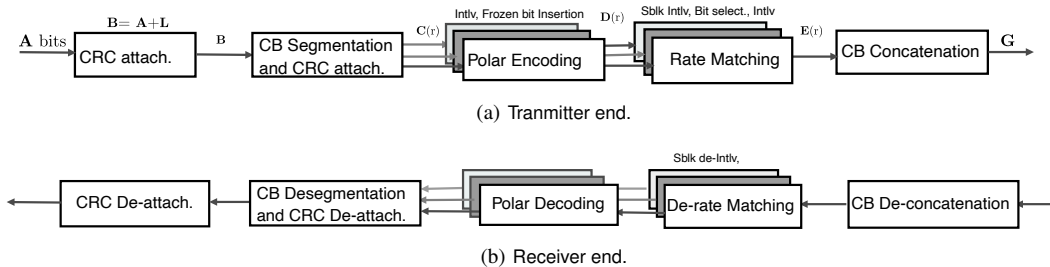 B= A+L
Intlv, Frozen bit Insertion
Sblk Intlv, Bit select., Intlv
A bits
CRC attach.
B
CB Segmentation
and CRC attach.
C(r)
Polar Encoding
D(r)
Rate Matching
E(r)
CB Concatenation
G
(a) Tranmitter end.
Sblk de-Intlv,
CRC De-attach.
CB Desegmentation
and CRC De-attach.
Polar Decoding
De-rate Matching
CB De-concatenation
(b) Receiver end.